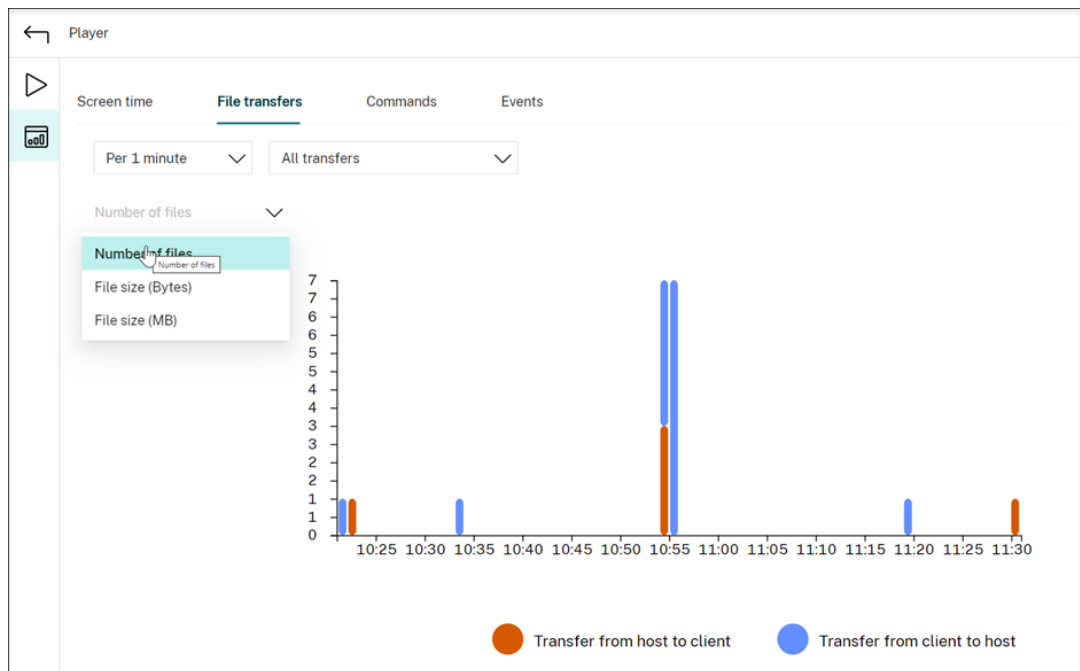 Player
Screen time File transfers Commands Events
Per 1 minute All transfers
Number of files
Number of files
Number of files
File size (Bytes)
File size (MB)
7
7
6
6
5
5
4
4
3
3
2
2
1
1
0
10:25 10:30 10:35 10:40 10:45 10:50 10:55 11:00 11:05 11:10 11:15 11:20 11:25 11:30
Transfer from host to client Transfer from client to host